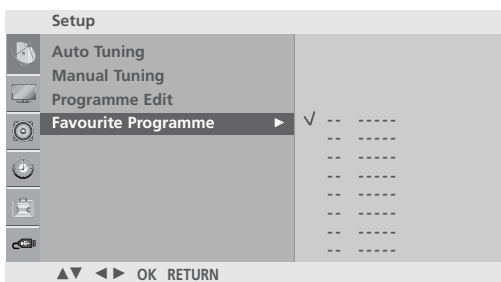 Setup
Auto Tuning
Manual Tuning
Programme Edit
Favourite Programme ► √ -- -----
-- -----
-- -----
-- -----
-- -----
-- -----
-- -----
-- -----
▲▼ ◄► OK RETURN